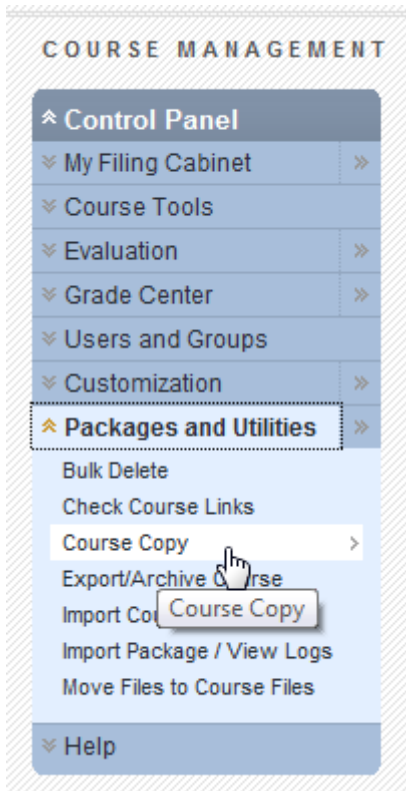 COURSE MANAGEMENT
Control Panel
My Filing Cabinet
Course Tools
Evaluation
Grade Center
Users and Groups
Customization
Packages and Utilities
Bulk Delete
Check Course Links
Course Copy
Export/Archive Course
Import
Course Copy
Import Package / View Logs
Move Files to Course Files
Help